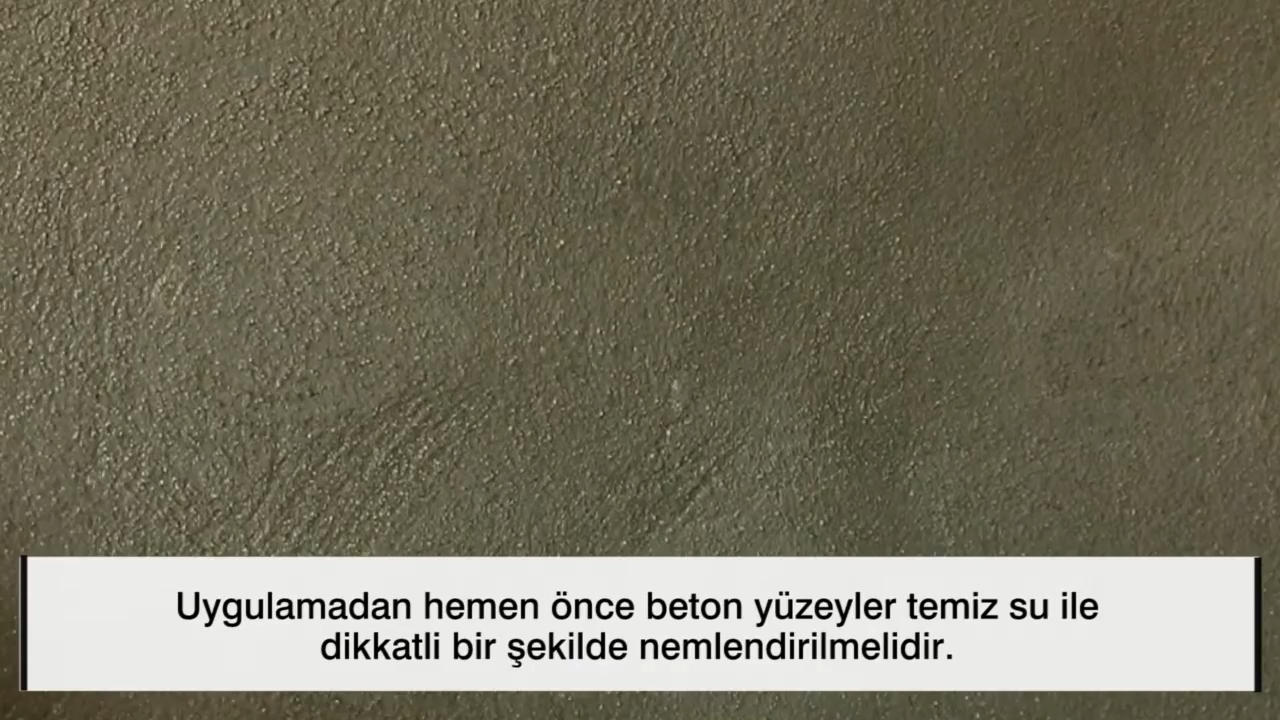 Uygulamadan hemen önce beton yüzeyler temiz su ile
dikkatli bir şekilde nemlendirilmelidir.